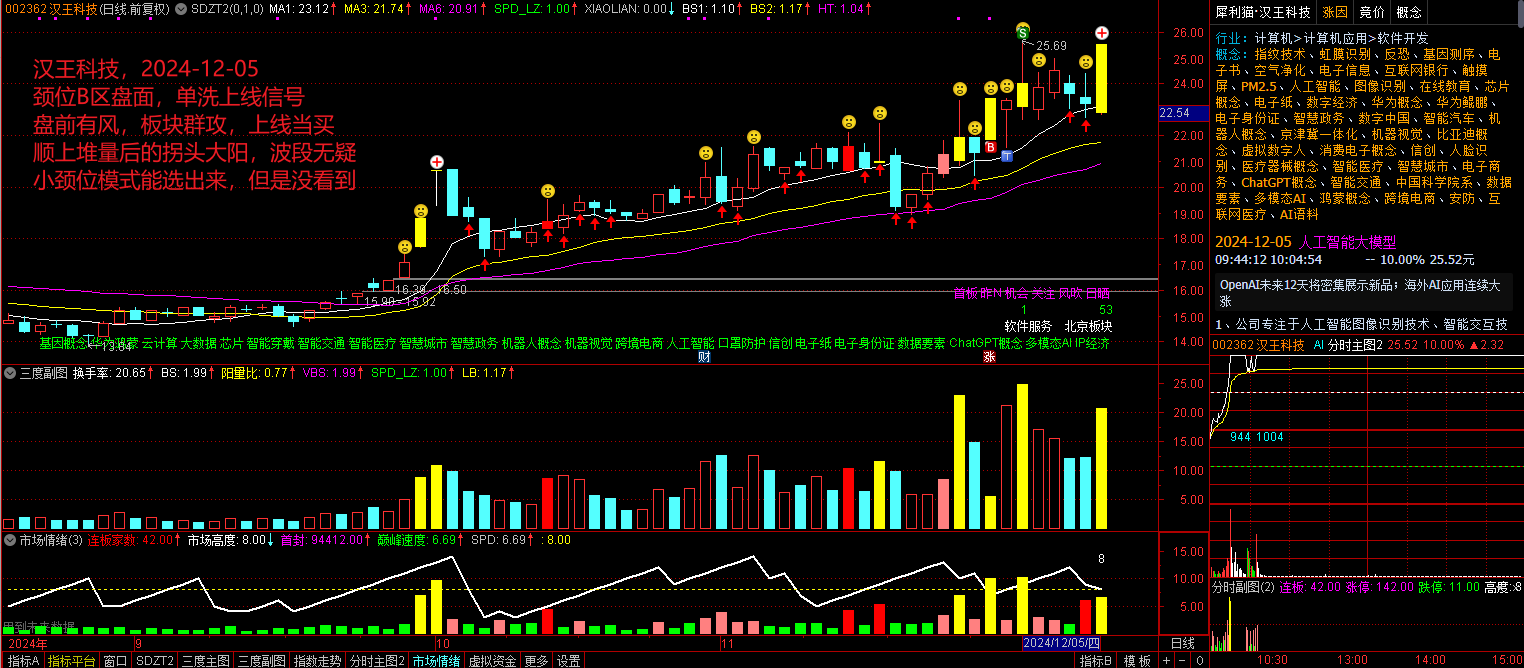 002362 汉王科技(日线.前复权) SDZT2(0,1,0) MA1: 23.12↑ MA3: 21.74↑ MA6: 20.91↑ SPD_LZ: 1.00↑ XIAOLIAN: 0.00↓ BS1: 1.10↑ BS2: 1.17↑ HT: 1.04↑
汉王科技，2024-12-05
颈位B区盘面，单洗上线信号
盘前有风，板块群攻，上线当买
顺上堆量后的拐头大阳，波段无疑
小颈位模式能选出来，但是没看到
S
25.69
B
T
16.39-16.50
15.90-15.92
首板 昨N 机会 关注 风吹 日晒
1 53
软件服务 北京板块
基因概念 华为鸿蒙 云计算 大数据 芯片 智能穿戴 智能交通 智能医疗 智慧城市 智慧政务 机器人概念 机器视觉 跨境电商 人工智能 口罩防护 信创 电子纸 电子身份证 数据要素 ChatGPT概念 多模态AI IP经济
财
涨
26.00
25.00
24.00
22.54
22.00
21.00
20.00
19.00
18.00
17.00
16.00
15.00
14.00
三度副图 换手率: 20.65↑ BS: 1.99↑ 阳量比: 0.77↑ VBS: 1.99↑ SPD_LZ: 1.00↑ LB: 1.17↑
25.00
20.00
15.00
10.00
5.00
市场情绪(3) 连板家数: 42.00↑ 市场高度: 8.00↓ 首封: 94412.00↑ 巅峰速度: 6.69↑ SPD: 6.69↑ : 8.00
8
15.00
10.00
5.00
用到未来数据
2024年 9 10 11 2024/12/05/四 日线
指标A 指标平台 窗口 SDZT2 三度主图 三度副图 指数走势 分时主图2 市场情绪 虚拟资金 更多 设置 指标B 模板 + - 0
犀利猫·汉王科技 涨因 竞价 概念
行业：计算机>计算机应用>软件开发
概念：指纹技术、虹膜识别、反恐、基因测序、电
子书、空气净化、电子信息、互联网银行、触摸
屏、PM2.5、人工智能、图像识别、在线教育、芯片
概念、电子纸、数字经济、华为概念、华为鲲鹏、
电子身份证、智慧政务、数字中国、智能汽车、机
器人概念、京津冀一体化、机器视觉、比亚迪概
念、虚拟数字人、消费电子概念、信创、人脸识
别、医疗器械概念、智能医疗、智慧城市、电子商
务、ChatGPT概念、智能交通、中国科学院系、数据
要素、多模态AI、鸿蒙概念、跨境电商、安防、互
联网医疗、AI语料
2024-12-05 人工智能大模型
09:44:12 10:04:54 -- 10.00% 25.52元
OpenAI未来12天将密集展示新品；海外AI应用连续大
涨
1、公司专注于人工智能图像识别技术、智能交互技
002362 汉王科技 AI 分时主图2 25.52 10.00% ▲2.32
944 1004
分时副图(2) 连板: 42.00 涨停: 142.00 跌停: 11.00 高度: 8
10:30 13:00 14:00 15:00